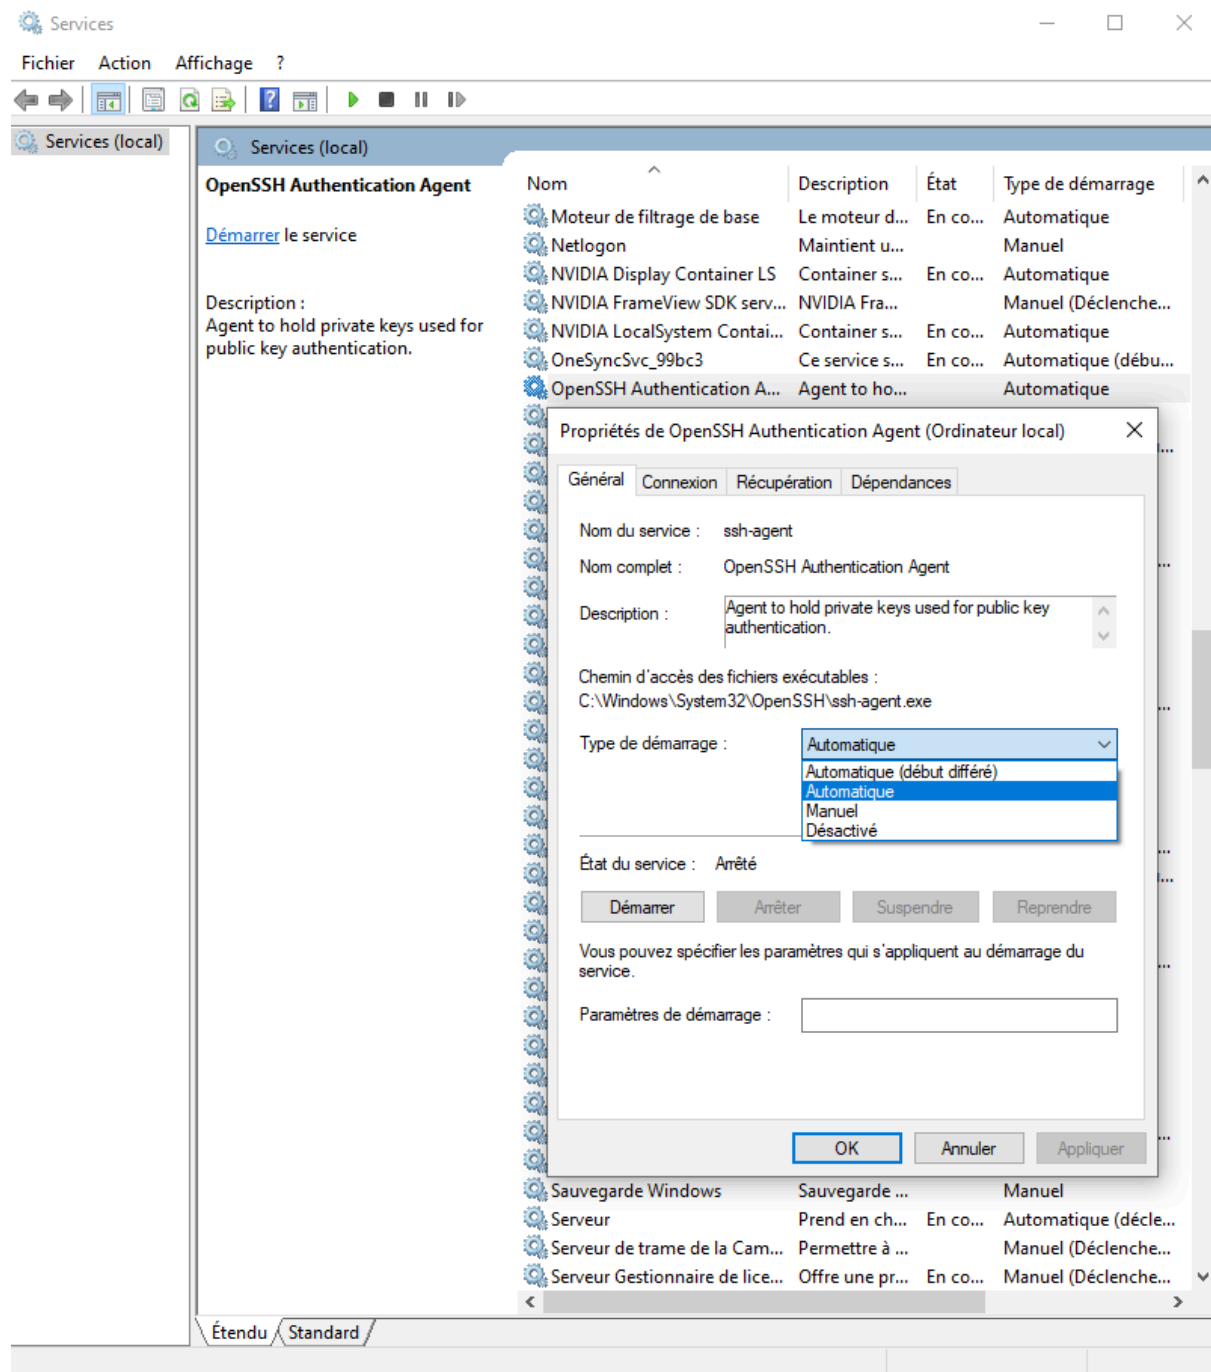 Services
Fichier Action Affichage ?
Services (local)
Services (local)
OpenSSH Authentication Agent
Démarrer le service
Description :
Agent to hold private keys used for
public key authentication.
Nom Description État Type de démarrage
Moteur de filtrage de base Le moteur d... En co... Automatique
Netlogon Maintient u... Manuel
NVIDIA Display Container LS Container s... En co... Automatique
NVIDIA FrameView SDK serv... NVIDIA Fra... Manuel (Déclenche...
NVIDIA LocalSystem Contai... Container s... En co... Automatique
OneSyncSvc_99bc3 Ce service s... En co... Automatique (débu...
OpenSSH Authentication A... Agent to ho... Automatique
Propriétés de OpenSSH Authentication Agent (Ordinateur local)
Général Connexion Récupération Dépendances
Nom du service : ssh-agent
Nom complet : OpenSSH Authentication Agent
Description : Agent to hold private keys used for public key
authentication.
Chemin d'accès des fichiers exécutables :
C:\Windows\System32\OpenSSH\ssh-agent.exe
Type de démarrage : Automatique
Automatique (début différé)
Automatique
Manuel
Désactivé
État du service : Arrêté
Démarrer Arrêter Suspendre Reprendre
Vous pouvez spécifier les paramètres qui s'appliquent au démarrage du
service.
Paramètres de démarrage :
OK Annuler Appliquer
Sauvegarde Windows Sauvegarde ... Manuel
Serveur Prend en ch... En co... Automatique (décle...
Serveur de trame de la Cam... Permettre à ... Manuel (Déclenche...
Serveur Gestionnaire de lice... Offre une pr... En co... Manuel (Déclenche...
Étendu Standard